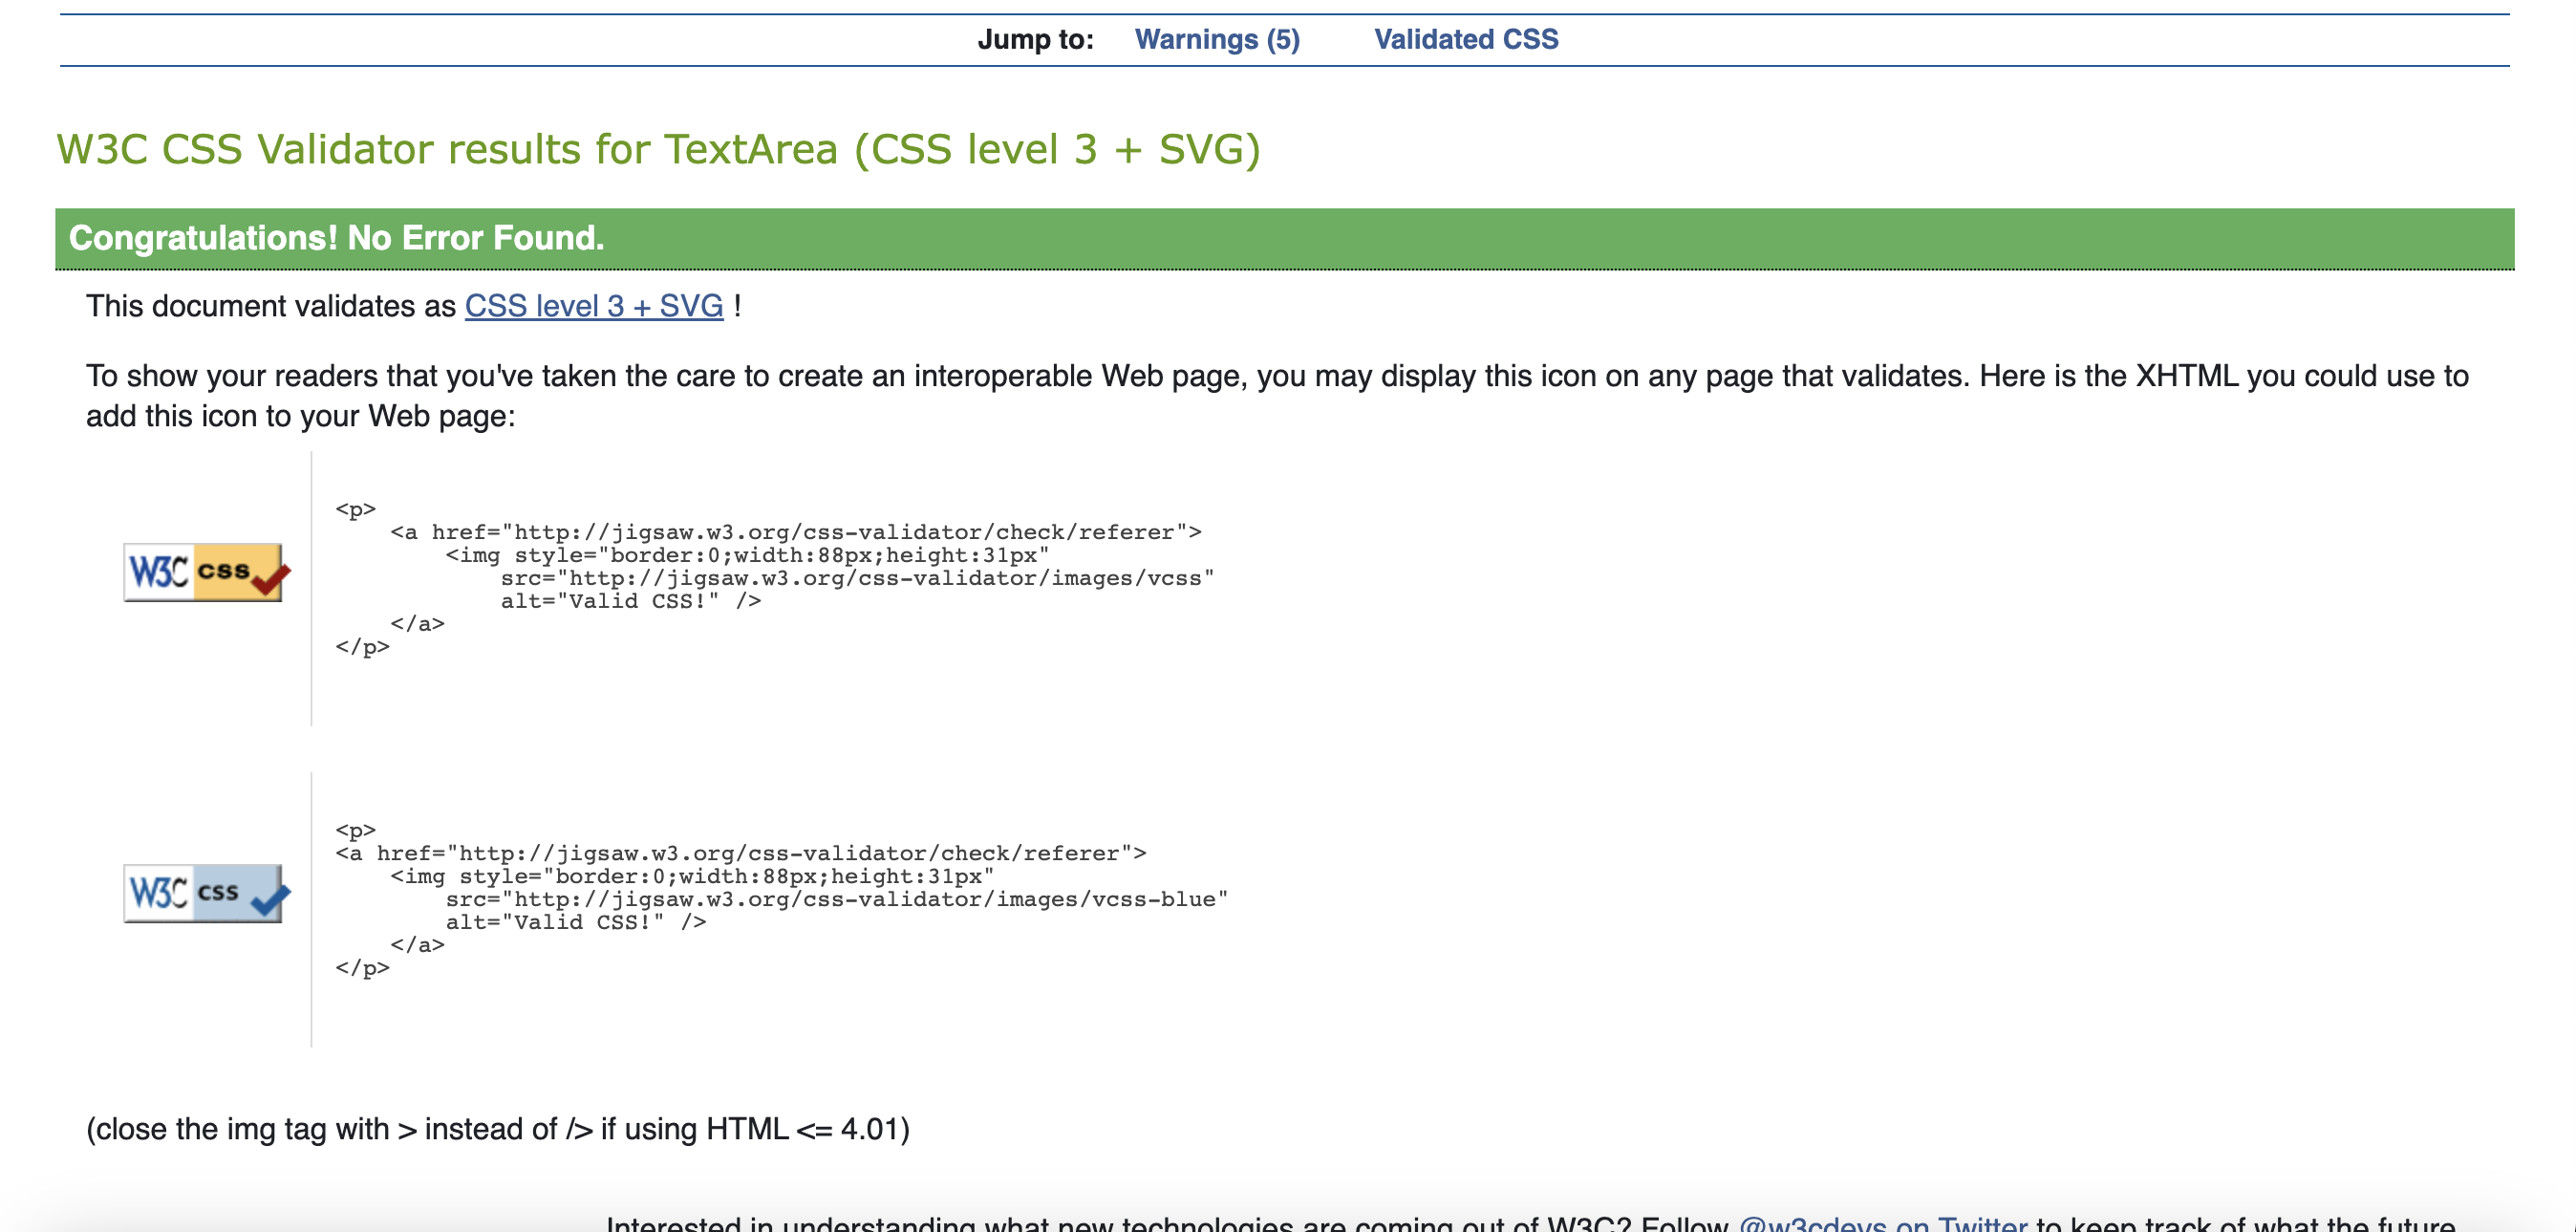 Jump to: Warnings (5) Validated CSS
W3C CSS Validator results for TextArea (CSS level 3 + SVG)
Congratulations! No Error Found.
This document validates as CSS level 3 + SVG !
To show your readers that you've taken the care to create an interoperable Web page, you may display this icon on any page that validates. Here is the XHTML you could use to
add this icon to your Web page:
W3C css
<p>
    <a href="http://jigsaw.w3.org/css-validator/check/referer">
        <img style="border:0;width:88px;height:31px"
            src="http://jigsaw.w3.org/css-validator/images/vcss"
            alt="Valid CSS!" />
    </a>
</p>
W3C css
<p>
<a href="http://jigsaw.w3.org/css-validator/check/referer">
    <img style="border:0;width:88px;height:31px"
        src="http://jigsaw.w3.org/css-validator/images/vcss-blue"
        alt="Valid CSS!" />
    </a>
</p>
(close the img tag with > instead of /> if using HTML <= 4.01)
Interested in understanding what new technologies are coming out of W3C? Follow @w3cdevs on Twitter to keep track of what the future